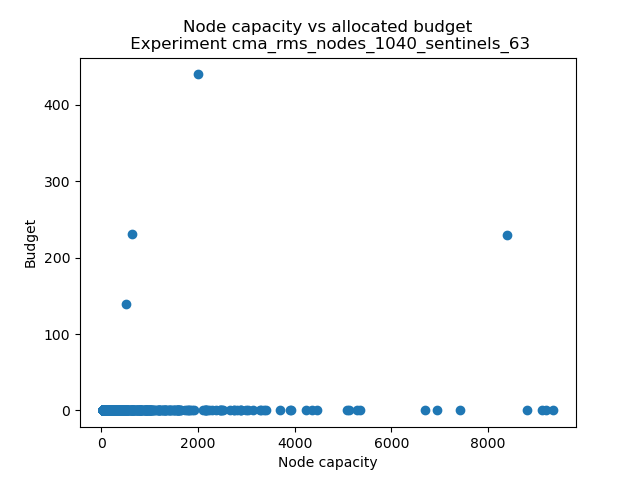 Node capacity vs allocated budget
Experiment cma_rms_nodes_1040_sentinels_63
400
300
200
100
0
Budget
0 2000 4000 6000 8000
Node capacity